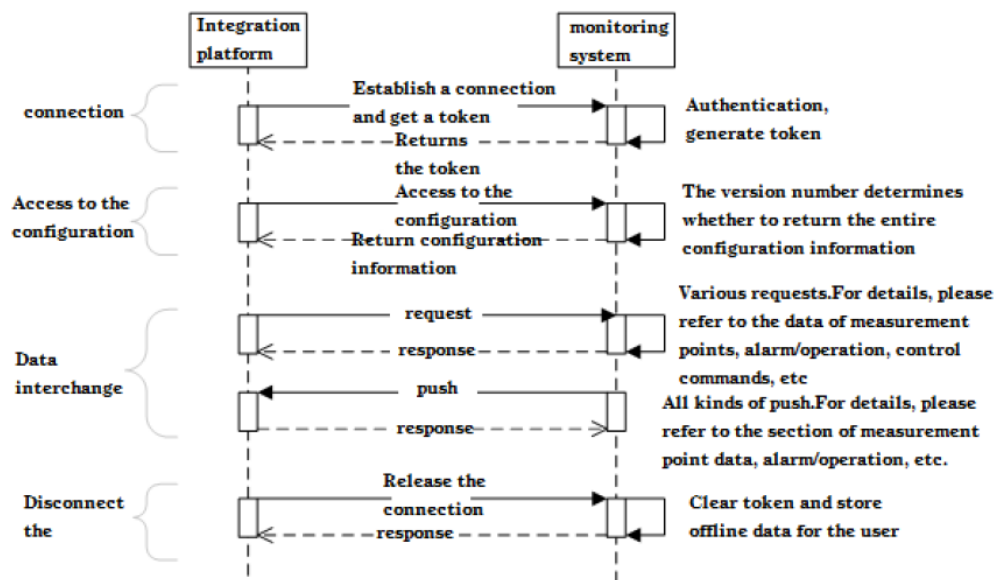 Integration
platform
monitoring
system
connection
Establish a connection
and get a token
Returns
the token
Authentication,
generate token
Access to the
configuration
Access to the
configuration
Return configuration
information
The version number determines
whether to return the entire
configuration information
Data
interchange
request
response
Various requests.For details, please
refer to the data of measurement
points, alarm/operation, control
commands, etc
push
response
All kinds of push.For details, please
refer to the section of measurement
point data, alarm/operation, etc.
Disconnect
the
Release the
connection
response
Clear token and store
offline data for the user